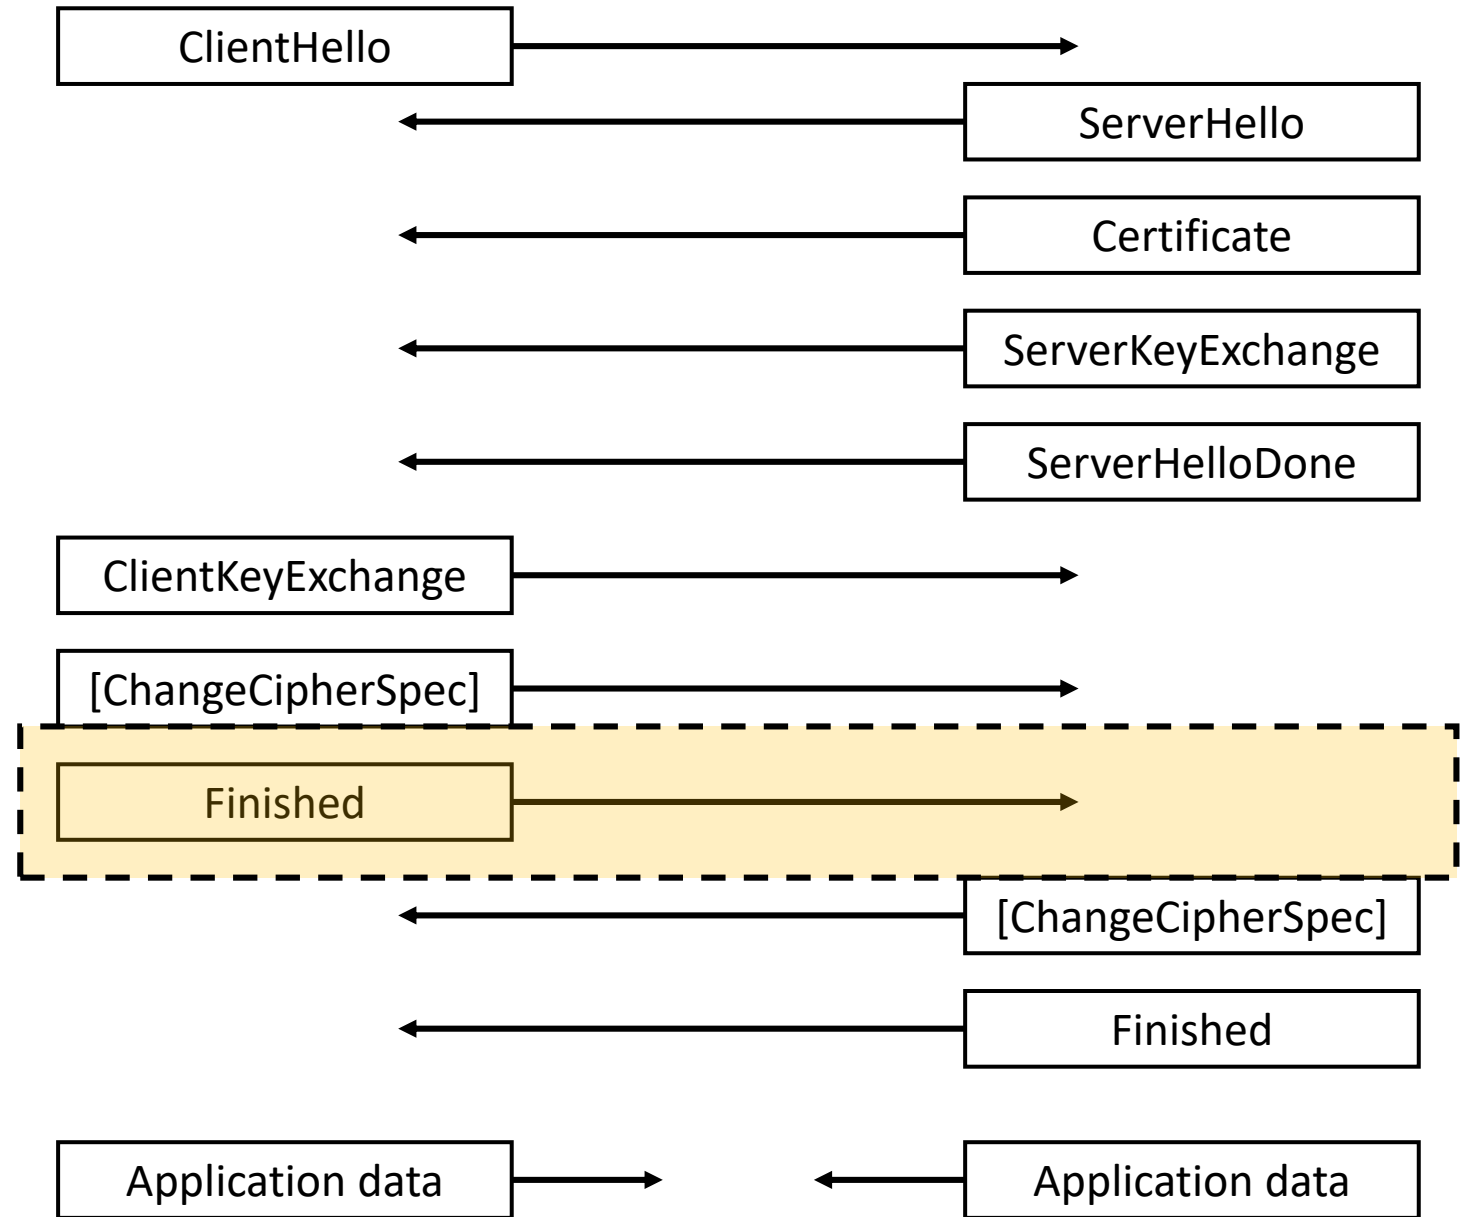 ClientHello
ServerHello
Certificate
ServerKeyExchange
ServerHelloDone
ClientKeyExchange
[ChangeCipherSpec]
Finished
[ChangeCipherSpec]
Finished
Application data
Application data